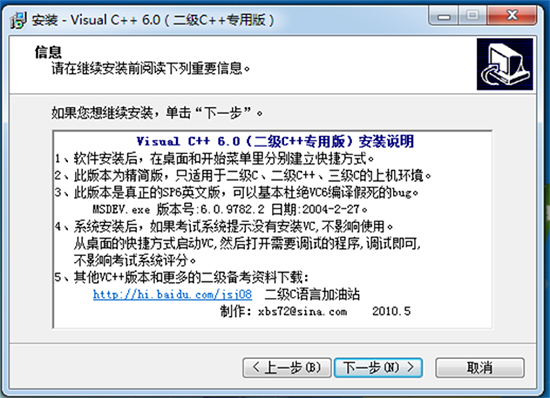 安装 - Visual C++ 6.0（二级C++专用版）
信息
请在继续安装前阅读下列重要信息。
如果您想继续安装，单击“下一步”。
Visual C++ 6.0（二级C++专用版）安装说明
1、软件安装后，在桌面和开始菜单里分别建立快捷方式。
2、此版本为精简版，只适用于二级C、二级C++、三级C的上机环境。
3、此版本是真正的SP6英文版，可以基本杜绝VC6编译假死的bug。
MSDEV.exe 版本号:6.0.9782.2 日期:2004-2-27。
4、系统安装后，如果考试系统提示没有安装VC,不影响使用。
从桌面的快捷方式启动VC,然后打开需要调试的程序,调试即可,
不影响考试系统评分。
5、其他VC++版本和更多的二级备考资料下载:
http://hi.baidu.com/jsj08 二级C语言加油站
制作: xbs72@sina.com 2010.5
< 上一步(B) 下一步(N) > 取消